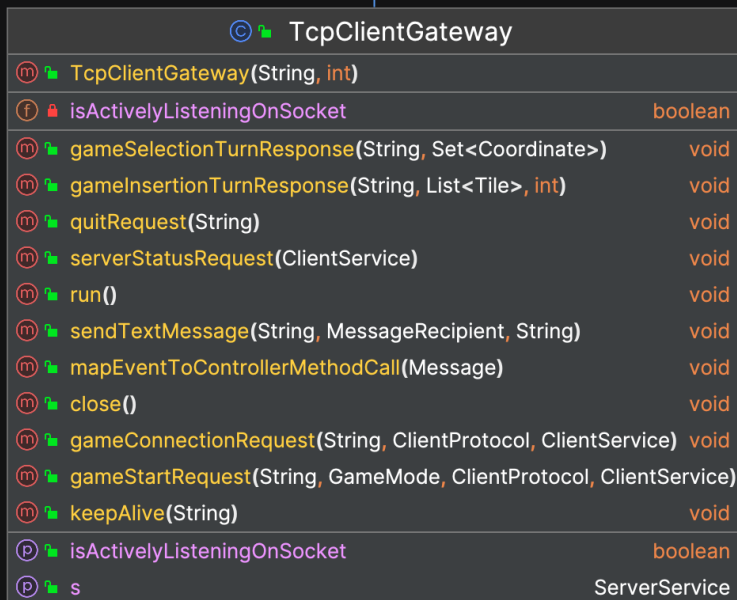 C TcpClientGateway
m TcpClientGateway(String, int)
f isActivelyListeningOnSocket boolean
m gameSelectionTurnResponse(String, Set<Coordinate>) void
m gameInsertionTurnResponse(String, List<Tile>, int) void
m quitRequest(String) void
m serverStatusRequest(ClientService) void
m run() void
m sendTextMessage(String, MessageRecipient, String) void
m mapEventToControllerMethodCall(Message) void
m close() void
m gameConnectionRequest(String, ClientProtocol, ClientService) void
m gameStartRequest(String, GameMode, ClientProtocol, ClientService)
m keepAlive(String) void
p isActivelyListeningOnSocket boolean
p s ServerService